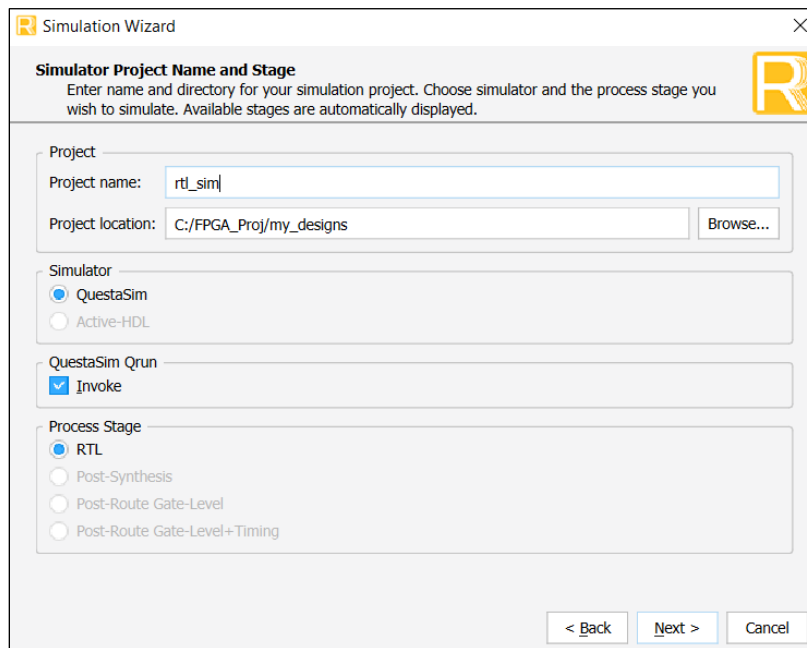 Simulation Wizard
Simulator Project Name and Stage
Enter name and directory for your simulation project. Choose simulator and the process stage you
wish to simulate. Available stages are automatically displayed.
Project
Project name: rtl_sim
Project location: C:/FPGA_Proj/my_designs Browse...
Simulator
QuestaSim
Active-HDL
QuestaSim Qrun
Invoke
Process Stage
RTL
Post-Synthesis
Post-Route Gate-Level
Post-Route Gate-Level+Timing
< Back Next > Cancel